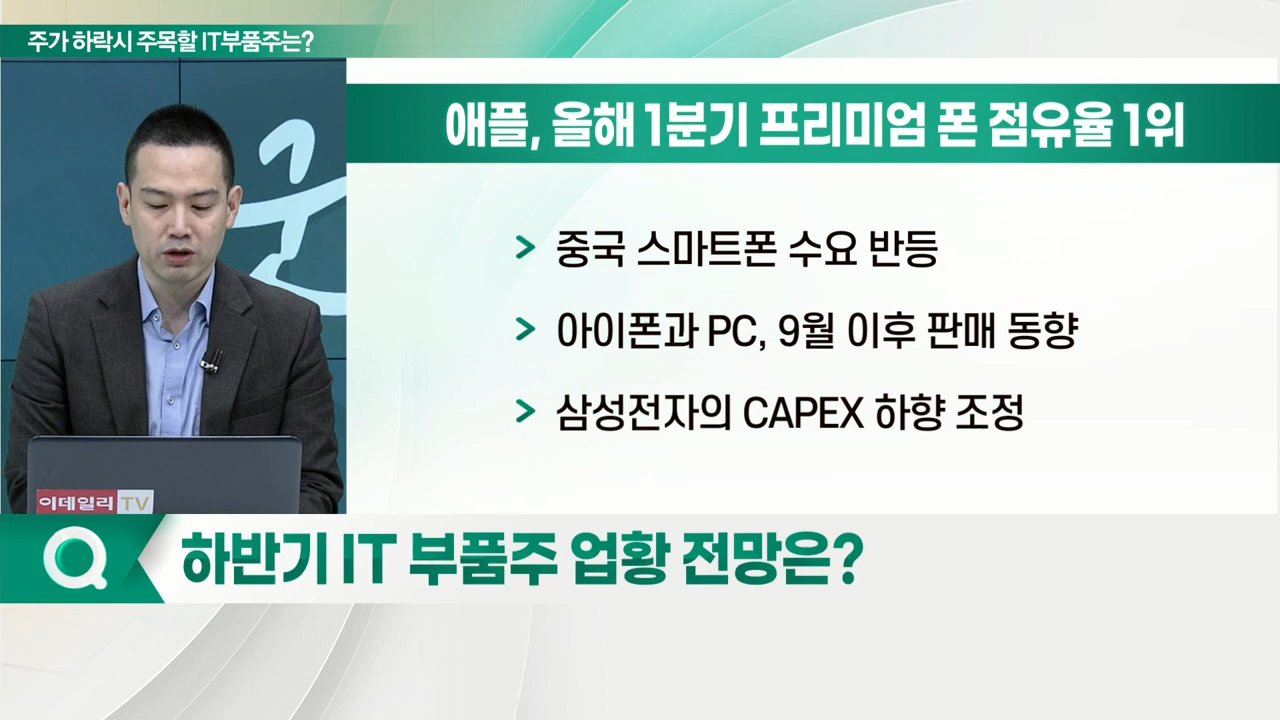 주가 하락시 주목할 IT부품주는?
애플, 올해 1분기 프리미엄 폰 점유율 1위
> 중국 스마트폰 수요 반등
> 아이폰과 PC, 9월 이후 판매 동향
> 삼성전자의 CAPEX 하향 조정
이데일리 TV
Q 하반기 IT 부품주 업황 전망은?